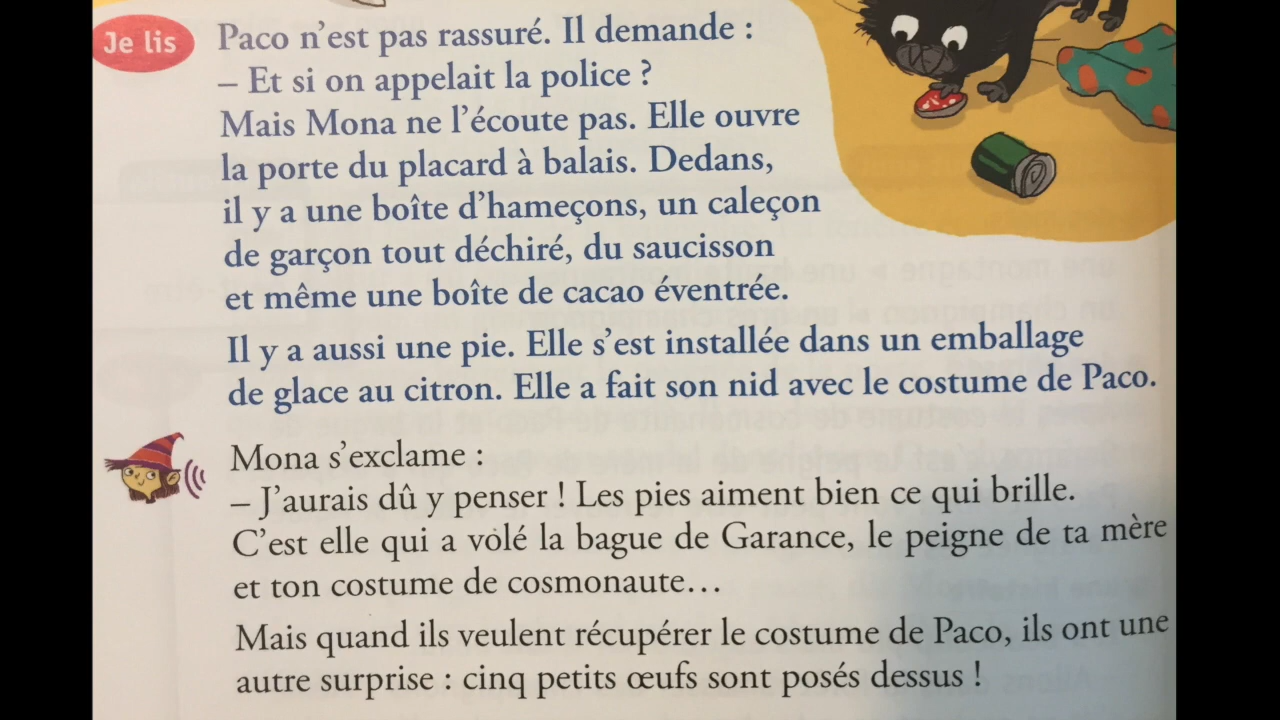 Je lis
Paco n'est pas rassuré. Il demande :
– Et si on appelait la police ?
Mais Mona ne l'écoute pas. Elle ouvre
la porte du placard à balais. Dedans,
il y a une boîte d'hameçons, un caleçon
de garçon tout déchiré, du saucisson
et même une boîte de cacao éventrée.
Il y a aussi une pie. Elle s'est installée dans un emballage
de glace au citron. Elle a fait son nid avec le costume de Paco.
Mona s'exclame :
– J'aurais dû y penser ! Les pies aiment bien ce qui brille.
C'est elle qui a volé la bague de Garance, le peigne de ta mère
et ton costume de cosmonaute…
Mais quand ils veulent récupérer le costume de Paco, ils ont une
autre surprise : cinq petits œufs sont posés dessus !